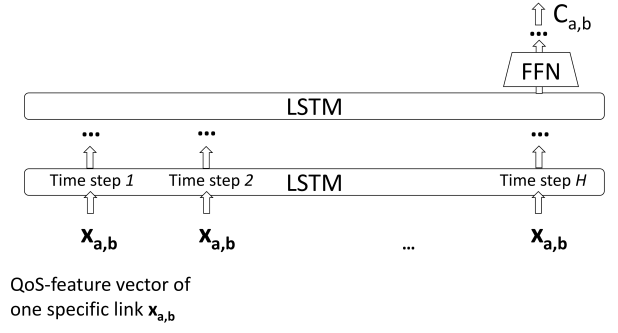 C_a,b
...
FFN
LSTM
... ... ...
Time step 1 Time step 2 LSTM Time step H
x_a,b x_a,b ... x_a,b
QoS-feature vector of
one specific link x_a,b